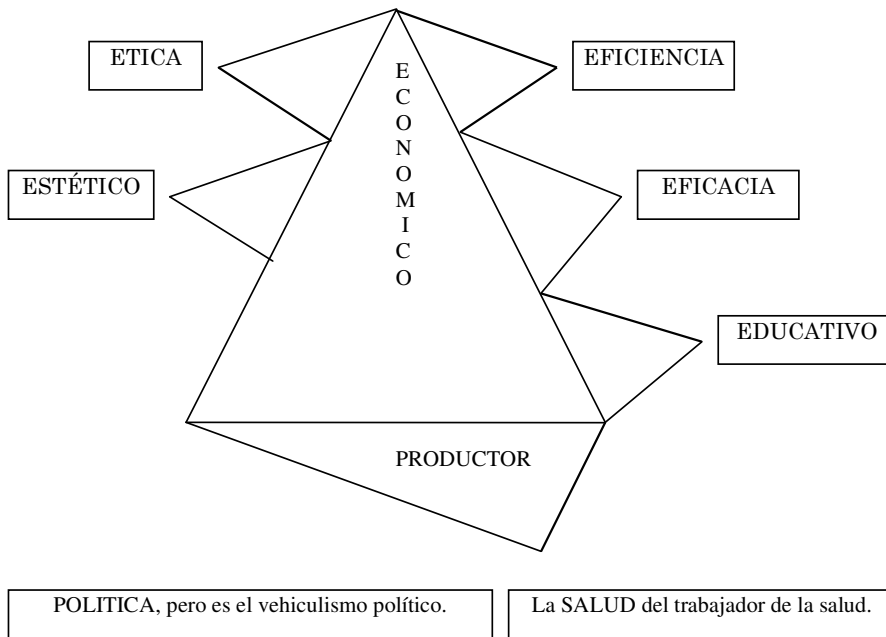 ETICA
EFICIENCIA
ECONOMICO
ESTÉTICO
EFICACIA
EDUCATIVO
PRODUCTOR
POLITICA, pero es el vehiculismo político.
La SALUD del trabajador de la salud.